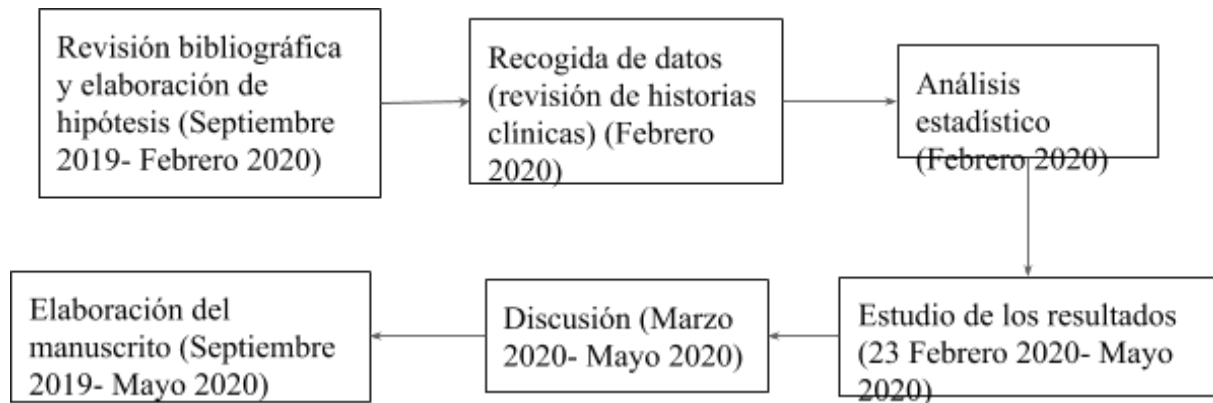 Revisión bibliográfica
y elaboración de
hipótesis (Septiembre
2019- Febrero 2020)
Recogida de datos
(revisión de historias
clínicas) (Febrero
2020)
Análisis
estadístico
(Febrero 2020)
Estudio de los resultados
(23 Febrero 2020- Mayo
2020)
Discusión (Marzo
2020- Mayo 2020)
Elaboración del
manuscrito (Septiembre
2019- Mayo 2020)